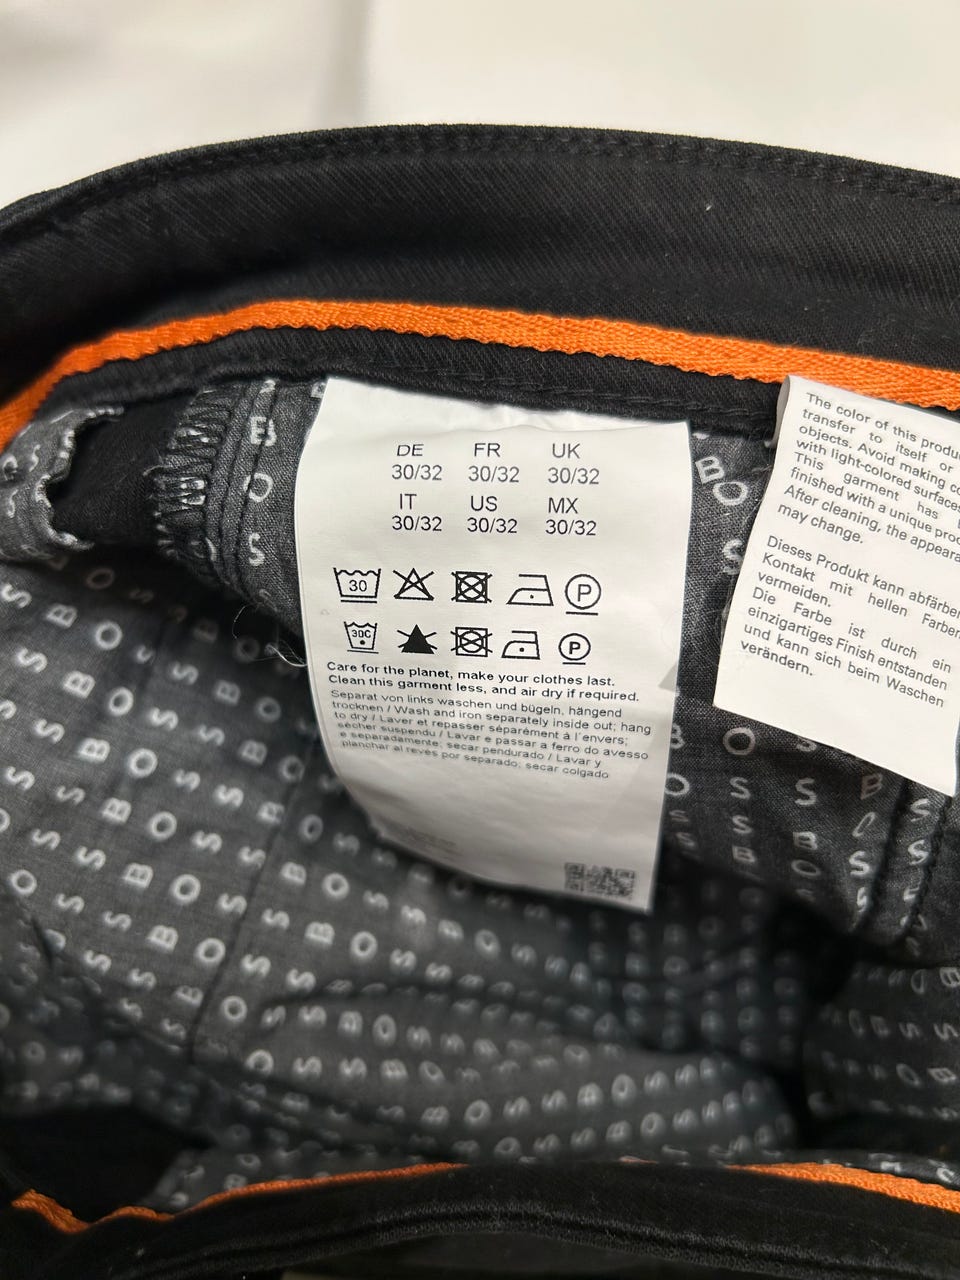 DE FR UK
30/32 30/32 30/32
IT US MX
30/32 30/32 30/32
30 P
30C P
Care for the planet, make your clothes last.
Clean this garment less, and air dry if required.
Separat von links waschen und bügeln, hängend
trocknen / Wash and iron separately inside out; hang
to dry / Laver et repasser séparément à l'envers;
sécher suspendu / Lavare e passare a ferro do avesso
e separadamente; secar pendurado / Lavar y
planchar al revés por separado; secar colgado
The color of this produ
transfer to itself or
objects. Avoid making co
with light-colored surfaces
This garment has b
finished with a unique proc
After cleaning, the appeara
may change.
Dieses Produkt kann abfärben
Kontakt mit hellen Farben
vermeiden.
Die Farbe ist durch ein
einzigartiges Finish entstanden
und kann sich beim Waschen
verändern.
BOSS